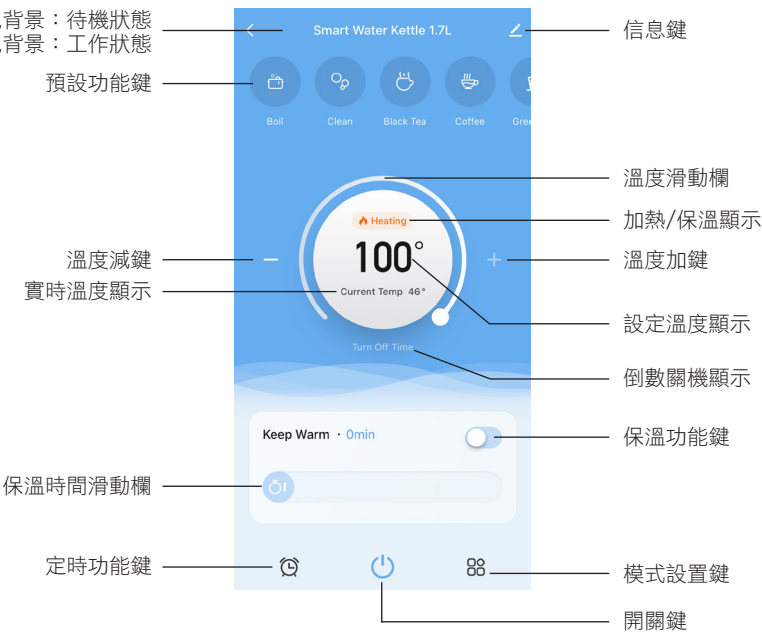 背景：待機狀態
背景：工作狀態
Smart Water Kettle 1.7L
信息鍵
預設功能鍵
Boil
Clean
Black Tea
Coffee
溫度滑動欄
Heating
加熱/保溫顯示
100°
溫度減鍵
溫度加鍵
Current Temp 46°
實時溫度顯示
設定溫度顯示
Turn Off Time
倒數關機顯示
Keep Warm · 0min
保溫功能鍵
保溫時間滑動欄
定時功能鍵
模式設置鍵
開關鍵